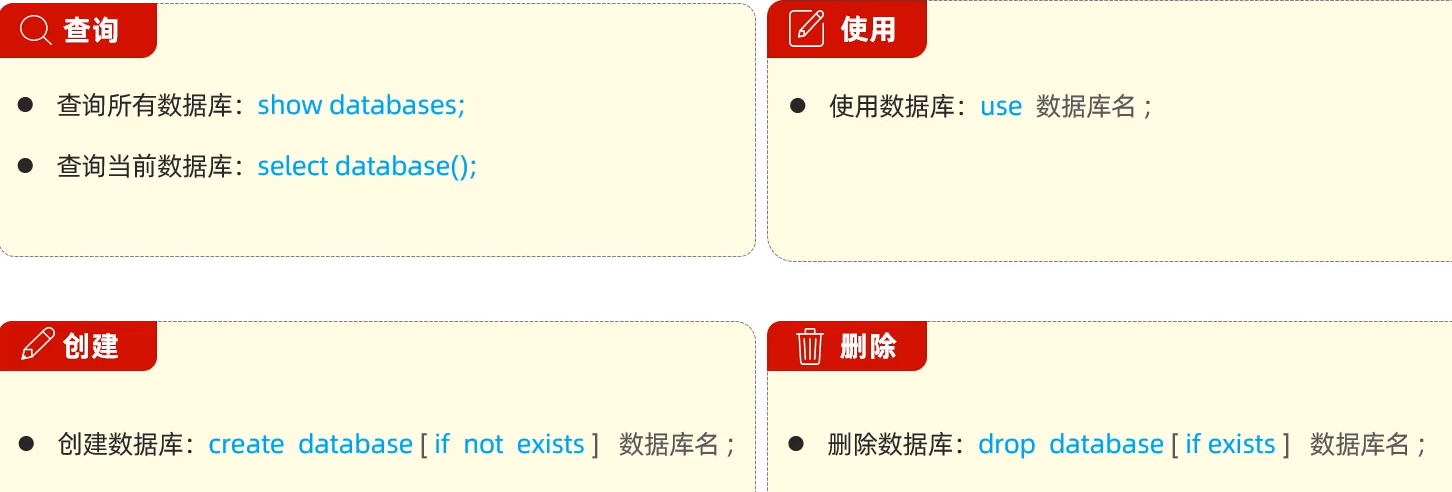 查询
查询所有数据库：show databases;
查询当前数据库：select database();
使用
使用数据库：use 数据库名 ;
创建
创建数据库：create database [ if not exists ] 数据库名 ;
删除
删除数据库：drop database [ if exists ] 数据库名 ;